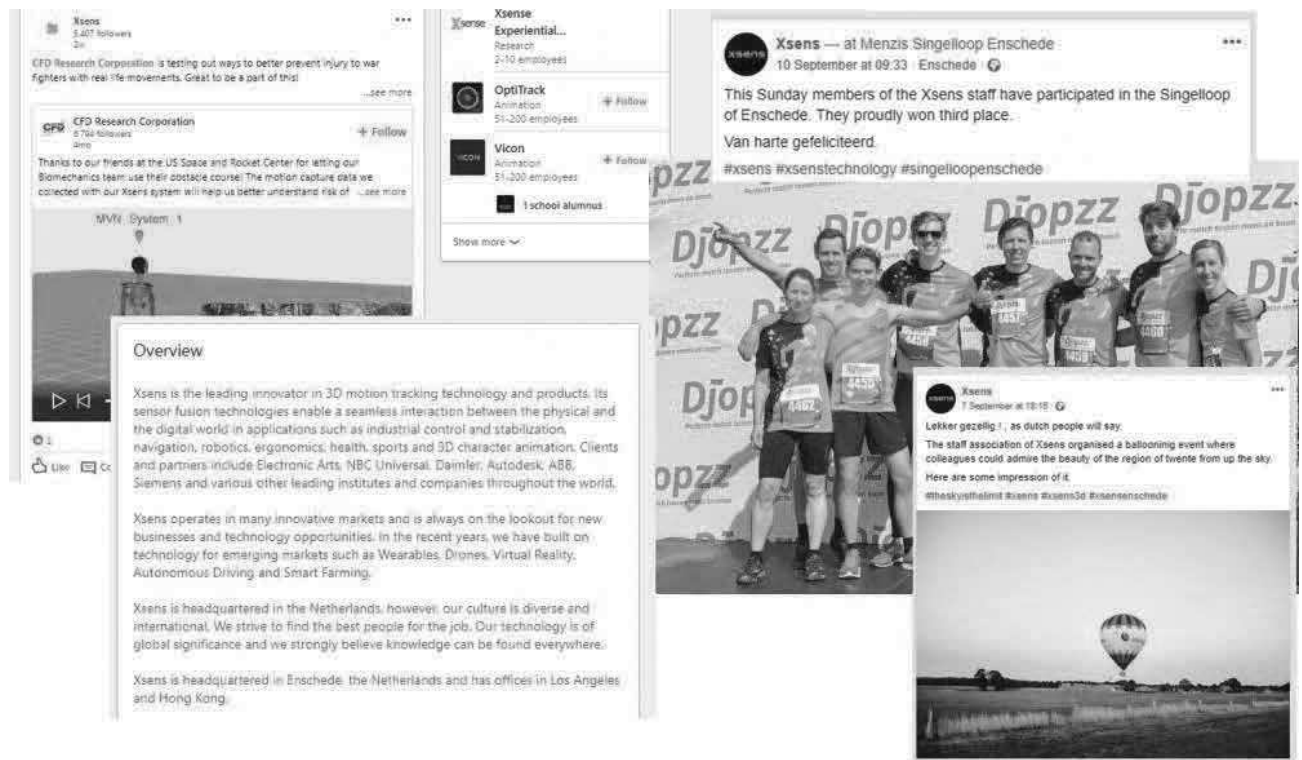 Xsens
5,407 followers
2w
CFD Research Corporation is testing out ways to better prevent injury to war
fighters with real life movements. Great to be a part of this!
...see more
CFD
CFD Research Corporation
+ Follow
Thanks to our friends at the US Space and Rocket Center for letting our
Biomechanics team use their obstacle course! The motion capture data we
collected with our Xsens system will help us better understand risk of ...see more
MVN System 1
Like
Xsense
Xsense
Experiential...
Research
2-10 employees
OptiTrack
Animation
51-200 employees
+ Follow
VICON
Vicon
Animation
51-200 employees
+ Follow
1 school alumnus
Show more
Overview
Xsens is the leading innovator in 3D motion tracking technology and products. Its
sensor fusion technologies enable a seamless interaction between the physical and
the digital world in applications such as industrial control and stabilization,
navigation, robotics, ergonomics, health, sports and 3D character animation. Clients
and partners include Electronic Arts, NBC Universal, Daimler, Autodesk, ABB,
Siemens and various other leading institutes and companies throughout the world.
Xsens operates in many innovative markets and is always on the lookout for new
businesses and technology opportunities. In the recent years, we have built on
technology for emerging markets such as Wearables, Drones, Virtual Reality,
Autonomous Driving and Smart Farming.
Xsens is headquartered in the Netherlands, however, our culture is diverse and
international. We strive to find the best people for the job. Our technology is of
global significance and we strongly believe knowledge can be found everywhere.
Xsens is headquartered in Enschede, the Netherlands and has offices in Los Angeles
and Hong Kong.
xsens
Xsens — at Menzis Singelloop Enschede
10 September at 09:33 · Enschede
This Sunday members of the Xsens staff have participated in the Singelloop
of Enschede. They proudly won third place.
Van harte gefeliciteerd.
#xsens #xsenstechnology #singelloopenschede
pzz
Djopzz
Djopzz
Djopzz
Djopzz
pzz
Djop
opzz
4462
xsens
Xsens
7 September at 18:15
Lekker gezellig ! , as dutch people will say.
The staff association of Xsens organised a ballooning event where
colleagues could admire the beauty of the region of twente from up the sky.
Here are some impression of it.
#theskyisthelimit #xsens #xsens3d #xsensenschede